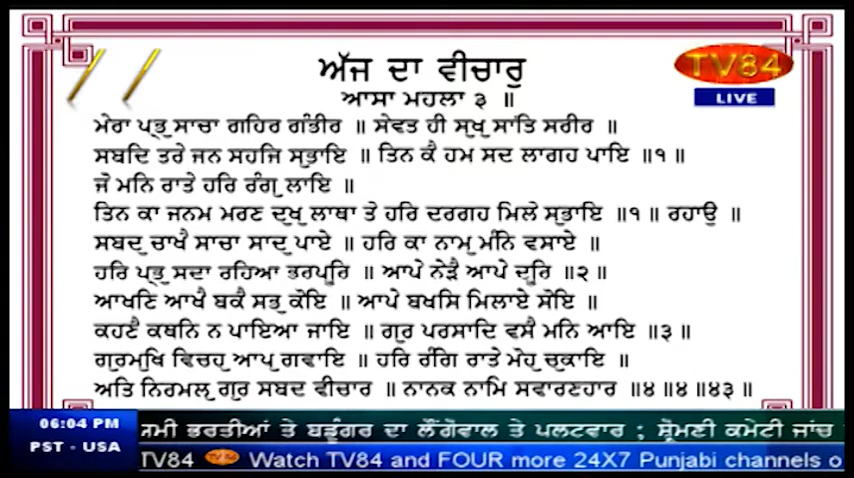 ਅੱਜ ਦਾ ਵੀਚਾਰੁ
TV84
LIVE
ਆਸਾ ਮਹਲਾ ੩ ॥
ਮੇਰਾ ਪ੍ਰਭੁ ਸਾਚਾ ਗਹਿਰ ਗੰਭੀਰ ॥ ਸੇਵਤ ਹੀ ਸੁਖੁ ਸਾਂਤਿ ਸਰੀਰ ॥
ਸਬਦਿ ਤਰੇ ਜਨ ਸਹਜਿ ਸੁਭਾਇ ॥ ਤਿਨ ਕੈ ਹਮ ਸਦ ਲਾਗਹ ਪਾਇ ॥੧॥
ਜੋ ਮਨਿ ਰਾਤੇ ਹਰਿ ਰੰਗੁ ਲਾਇ ॥
ਤਿਨ ਕਾ ਜਨਮ ਮਰਣ ਦੁਖੁ ਲਾਥਾ ਤੇ ਹਰਿ ਦਰਗਹ ਮਿਲੇ ਸੁਭਾਇ ॥੧॥ ਰਹਾਉ ॥
ਸਬਦੁ ਚਾਖੈ ਸਾਚਾ ਸਾਦੁ ਪਾਏ ॥ ਹਰਿ ਕਾ ਨਾਮੁ ਮੰਨਿ ਵਸਾਏ ॥
ਹਰਿ ਪ੍ਰਭੁ ਸਦਾ ਰਹਿਆ ਭਰਪੂਰਿ ॥ ਆਪੇ ਨੇੜੈ ਆਪੇ ਦੂਰਿ ॥੨॥
ਆਖਣਿ ਆਖੈ ਬਕੈ ਸਭੁ ਕੋਇ ॥ ਆਪੇ ਬਖਸਿ ਮਿਲਾਏ ਸੋਇ ॥
ਕਹਣੈ ਕਥਨਿ ਨ ਪਾਇਆ ਜਾਇ ॥ ਗੁਰ ਪਰਸਾਦਿ ਵਸੈ ਮਨਿ ਆਇ ॥੩॥
ਗੁਰਮੁਖਿ ਵਿਚਹੁ ਆਪੁ ਗਵਾਇ ॥ ਹਰਿ ਰੰਗਿ ਰਾਤੇ ਮੋਹੁ ਚੁਕਾਇ ॥
ਅਤਿ ਨਿਰਮਲੁ ਗੁਰ ਸਬਦ ਵੀਚਾਰ ॥ ਨਾਨਕ ਨਾਮਿ ਸਵਾਰਣਹਾਰ ॥੪॥੪॥੪੩॥
06:04 PM
PST - USA
ਸਮੀ ਭਰਤੀਆਂ ਤੇ ਬਡੂੰਗਰ ਦਾ ਲੌਂਗੋਵਾਲ ਤੇ ਪਲਟਵਾਰ ; ਸ਼੍ਰੋਮਣੀ ਕਮੇਟੀ ਜਾਂਚ
TV84 TV84 Watch TV84 and FOUR more 24X7 Punjabi channels o